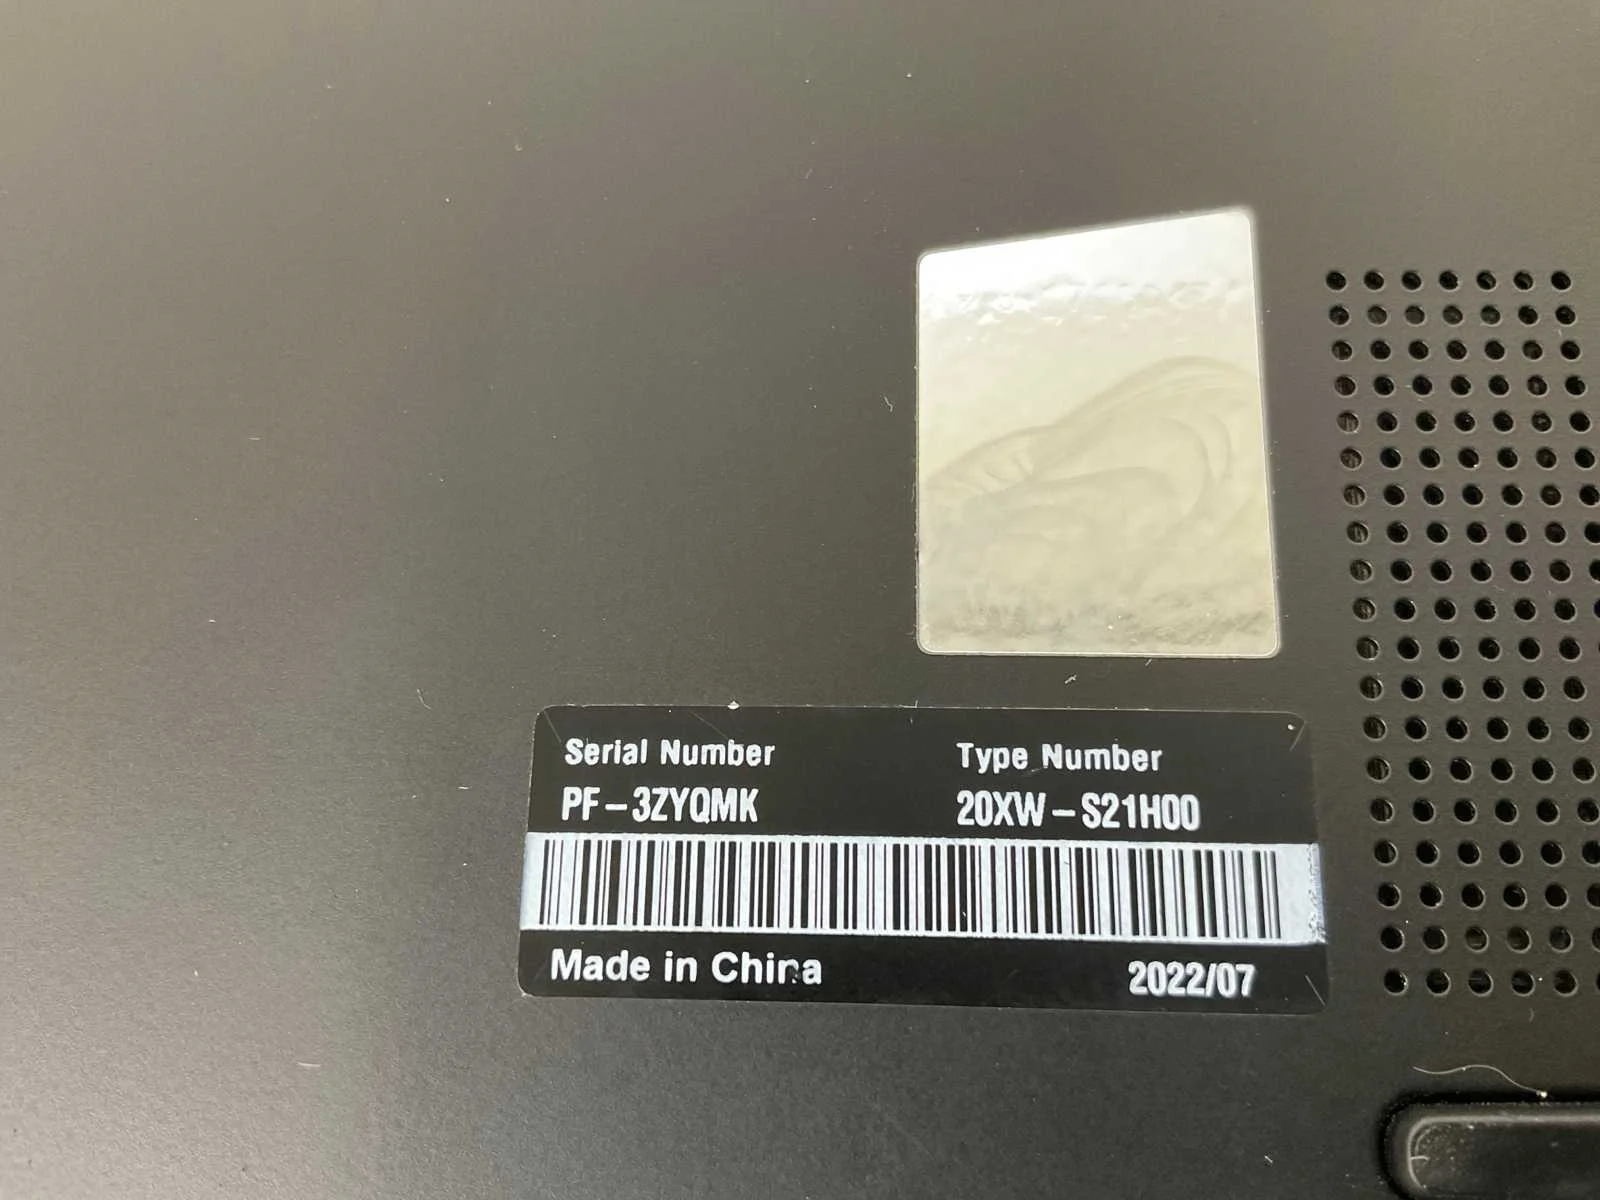 Serial Number Type Number
PF-3ZYQMK 20XW-S21H00
Made in China 2022/07